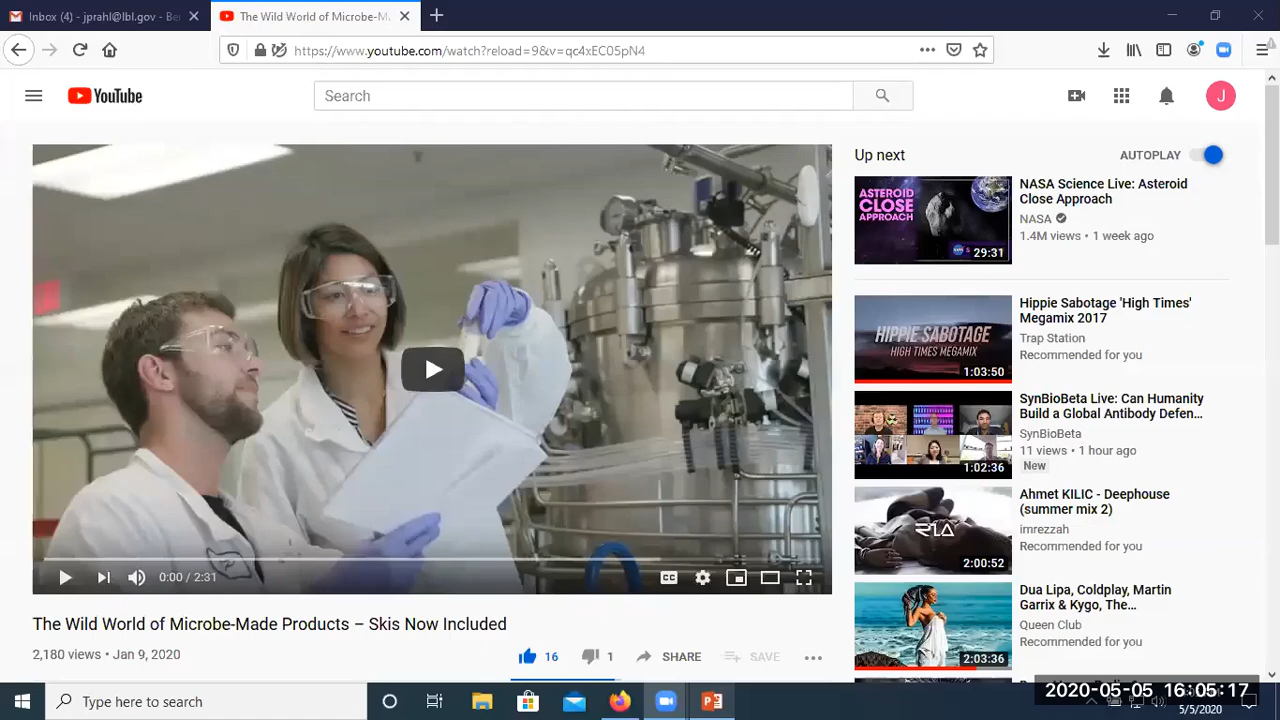 Inbox (4) - jprahl@lbl.gov - Be
The Wild World of Microbe-M
https://www.youtube.com/watch?reload=9&v=qc4xEC05pN4
YouTube
Search
J
Up next
AUTOPLAY
ASTEROID
CLOSE
APPROACH
29:31
NASA Science Live: Asteroid
Close Approach
NASA
1.4M views • 1 week ago
HIPPIE SABOTAGE
HIGH TIMES MEGAMIX
1:03:50
Hippie Sabotage 'High Times'
Megamix 2017
Trap Station
Recommended for you
1:02:36
SynBioBeta Live: Can Humanity
Build a Global Antibody Defen...
SynBioBeta
11 views • 1 hour ago
New
2:00:52
Ahmet KILIC - Deephouse
(summer mix 2)
imrezzah
Recommended for you
2:03:36
Dua Lipa, Coldplay, Martin
Garrix & Kygo, The...
Queen Club
Recommended for you
0:00 / 2:31
CC
The Wild World of Microbe-Made Products – Skis Now Included
2,180 views • Jan 9, 2020
16
1
SHARE
SAVE
Type here to search
2020-05-05 16:05:17
5/5/2020